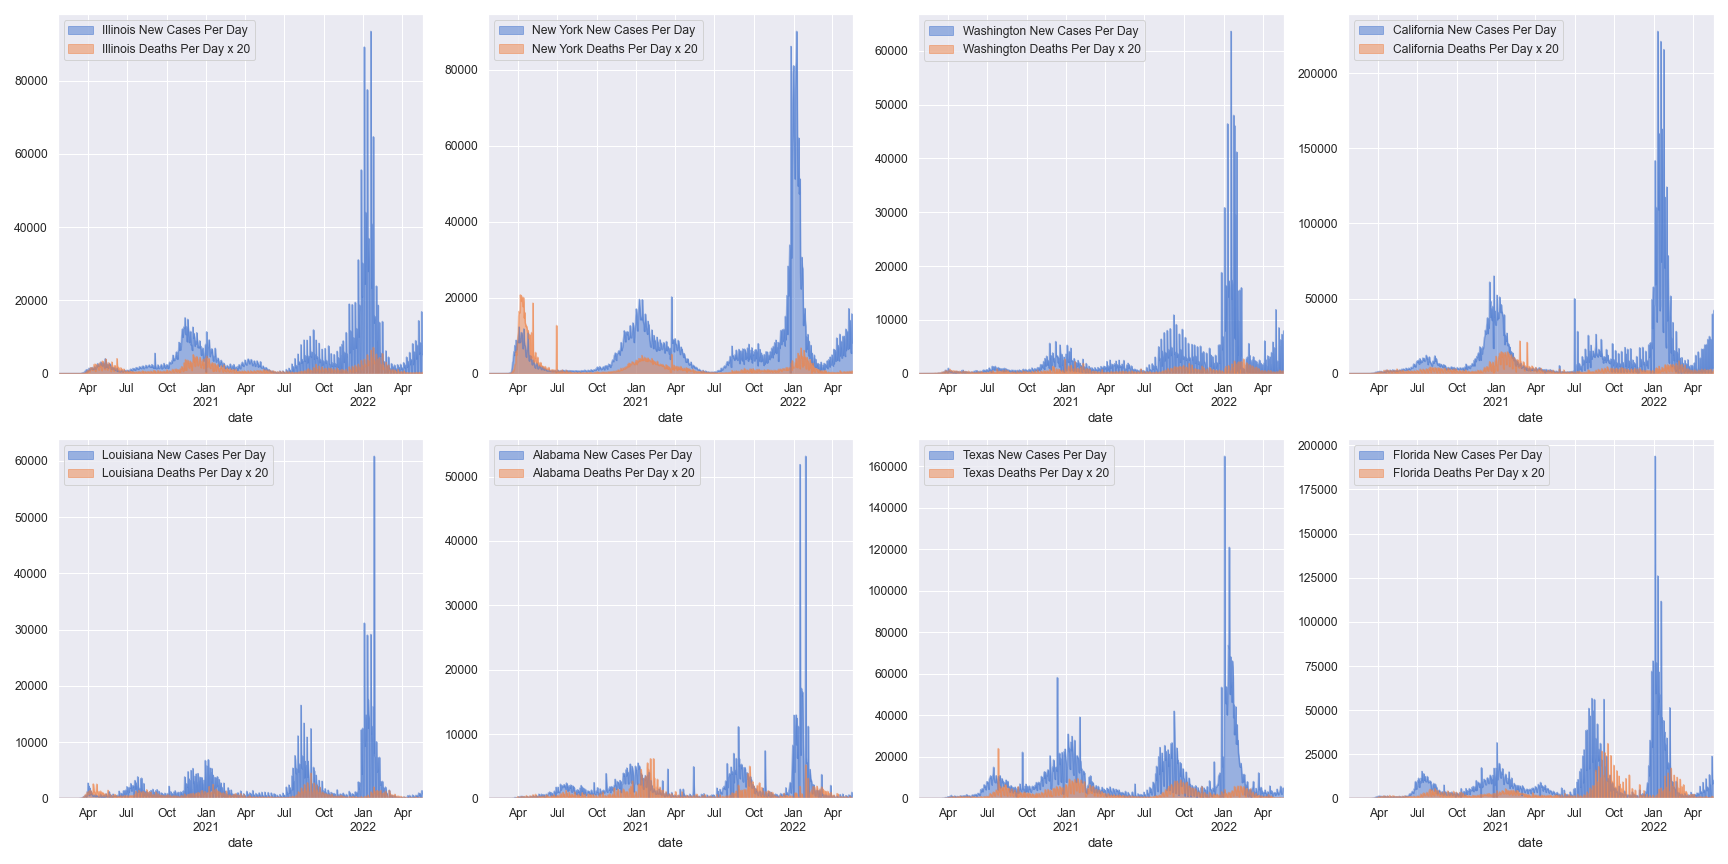 Illinois New Cases Per Day
Illinois Deaths Per Day x 20
80000
60000
40000
20000
0
Apr Jul Oct Jan Apr Jul Oct Jan Apr
2021 2022
date
New York New Cases Per Day
New York Deaths Per Day x 20
80000
60000
40000
20000
0
Apr Jul Oct Jan Apr Jul Oct Jan Apr
2021 2022
date
Washington New Cases Per Day
Washington Deaths Per Day x 20
60000
50000
40000
30000
20000
10000
0
Apr Jul Oct Jan Apr Jul Oct Jan Apr
2021 2022
date
California New Cases Per Day
California Deaths Per Day x 20
200000
150000
100000
50000
0
Apr Jul Oct Jan Apr Jul Oct Jan Apr
2021 2022
date
Louisiana New Cases Per Day
Louisiana Deaths Per Day x 20
60000
50000
40000
30000
20000
10000
0
Apr Jul Oct Jan Apr Jul Oct Jan Apr
2021 2022
date
Alabama New Cases Per Day
Alabama Deaths Per Day x 20
50000
40000
30000
20000
10000
0
Apr Jul Oct Jan Apr Jul Oct Jan Apr
2021 2022
date
Texas New Cases Per Day
Texas Deaths Per Day x 20
160000
140000
120000
100000
80000
60000
40000
20000
0
Apr Jul Oct Jan Apr Jul Oct Jan Apr
2021 2022
date
Florida New Cases Per Day
Florida Deaths Per Day x 20
200000
175000
150000
125000
100000
75000
50000
25000
0
Apr Jul Oct Jan Apr Jul Oct Jan Apr
2021 2022
date